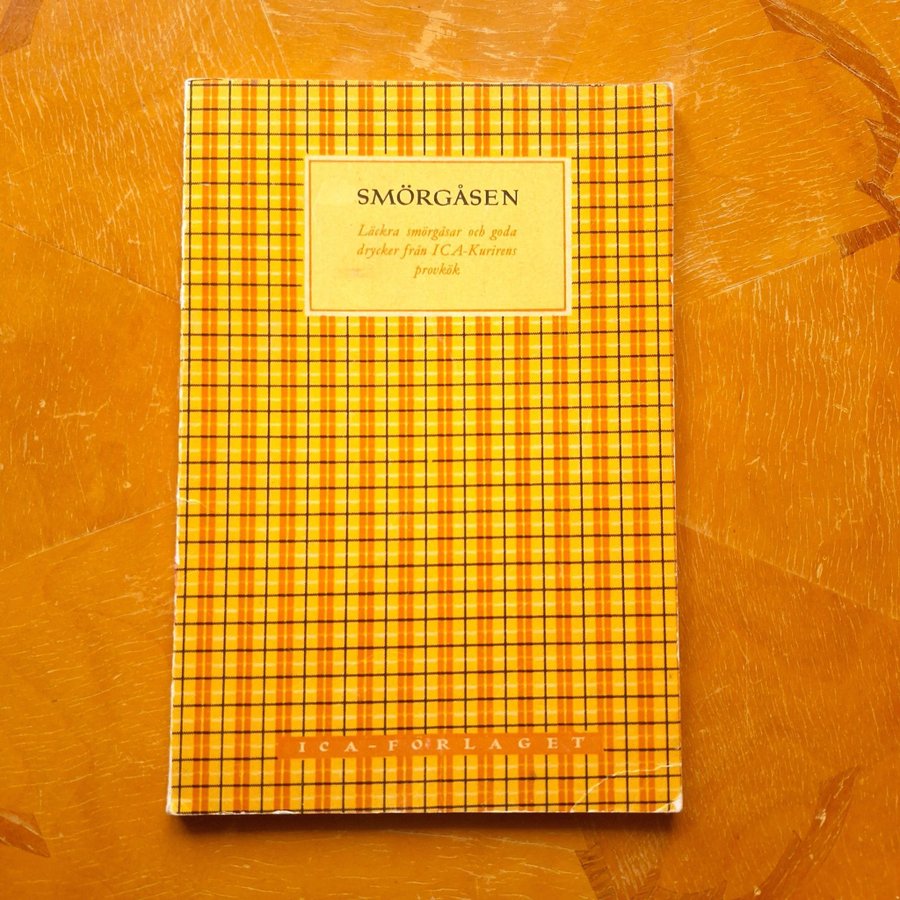 SMÖRGÅSEN
Läckra smörgåsar och goda
drycker från ICA-Kurirens
provkök
ICA-FÖRLAGET